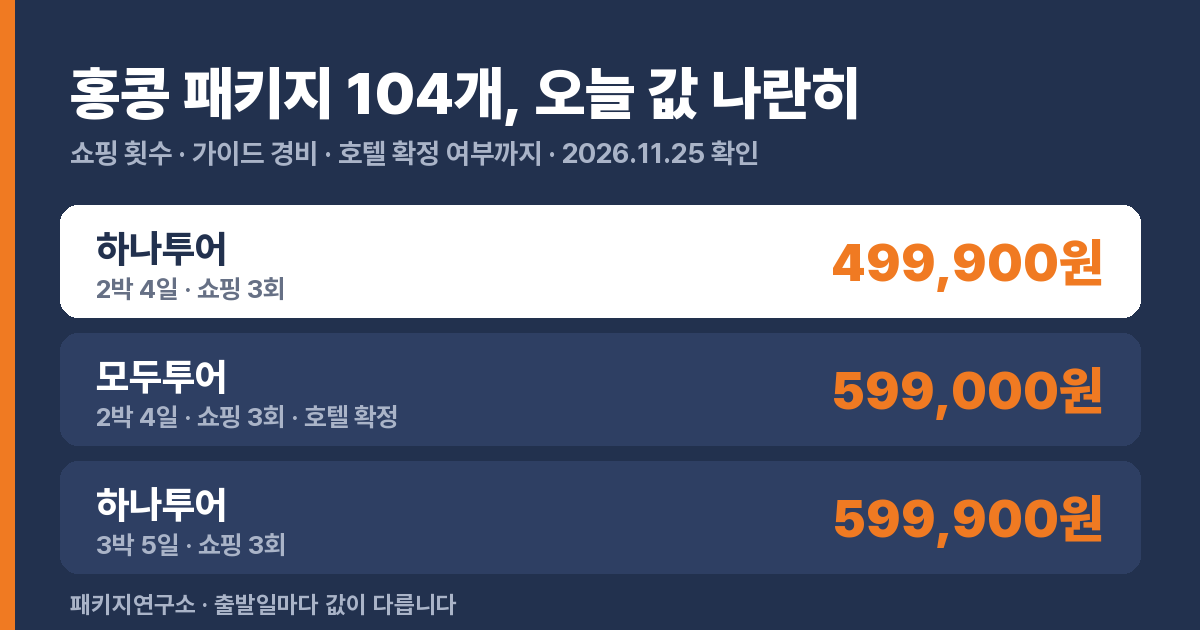 홍콩 패키지 104개, 오늘 값 나란히
쇼핑 횟수 · 가이드 경비 · 호텔 확정 여부까지 · 2026.11.25 확인
하나투어
2박 4일 · 쇼핑 3회
499,900원
모두투어
2박 4일 · 쇼핑 3회 · 호텔 확정
599,000원
하나투어
3박 5일 · 쇼핑 3회
599,900원
패키지연구소 · 출발일마다 값이 다릅니다